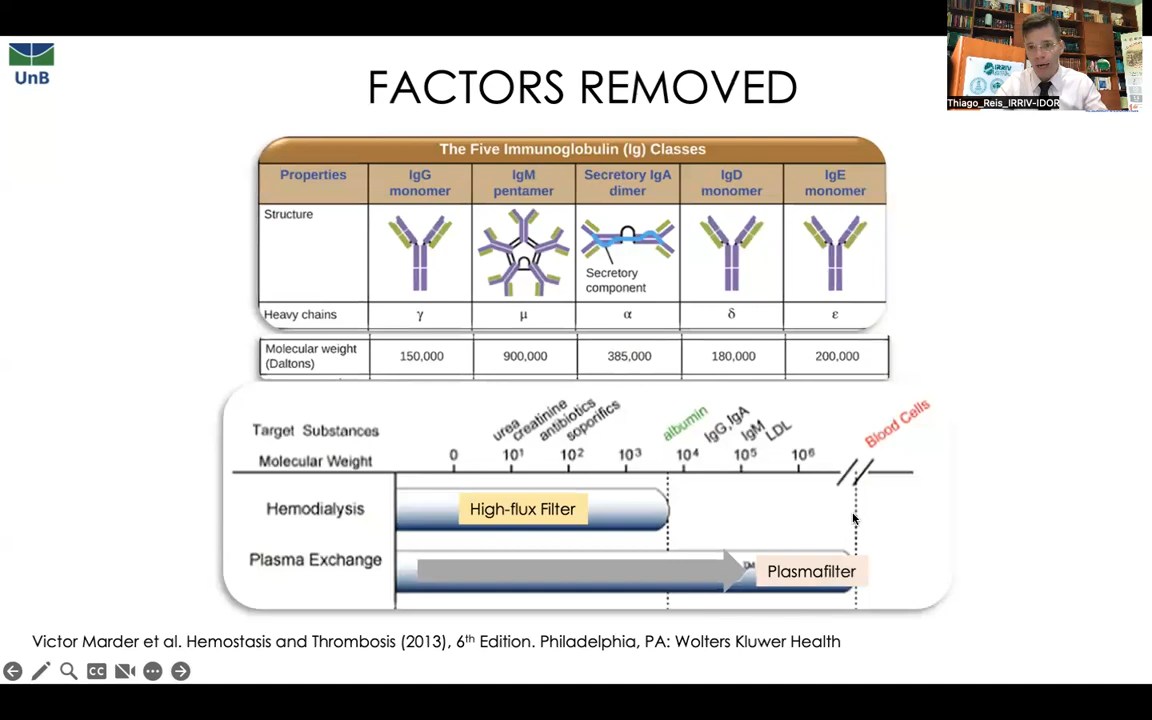 UnB
FACTORS REMOVED
IRRIV
Thiago_Reis_IRRIV-IDOR
The Five Immunoglobulin (Ig) Classes
Properties
IgG monomer
IgM pentamer
Secretory IgA dimer
IgD monomer
IgE monomer
Structure
Secretory
component
Heavy chains γ μ α δ ε
Molecular weight (Daltons) 150,000 900,000 385,000 180,000 200,000
Target Substances
urea
creatinine
antibiotics
soporifics
albumin
IgG,IgA
IgM
LDL
Blood Cells
Molecular Weight 0 10¹ 10² 10³ 10⁴ 10⁵ 10⁶
Hemodialysis
High-flux Filter
Plasma Exchange
TM
Plasmafilter
Victor Marder et al. Hemostasis and Thrombosis (2013), 6th Edition. Philadelphia, PA: Wolters Kluwer Health
CC